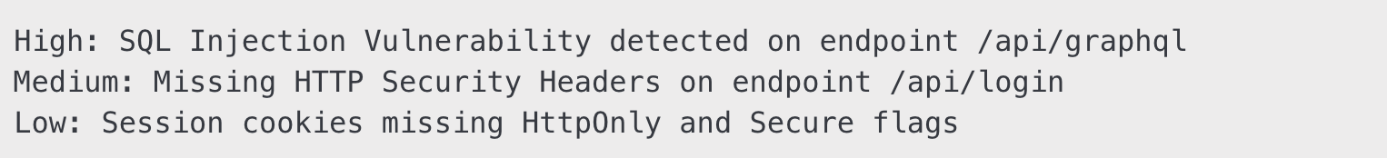 High: SQL Injection Vulnerability detected on endpoint /api/graphql
Medium: Missing HTTP Security Headers on endpoint /api/login
Low: Session cookies missing HttpOnly and Secure flags